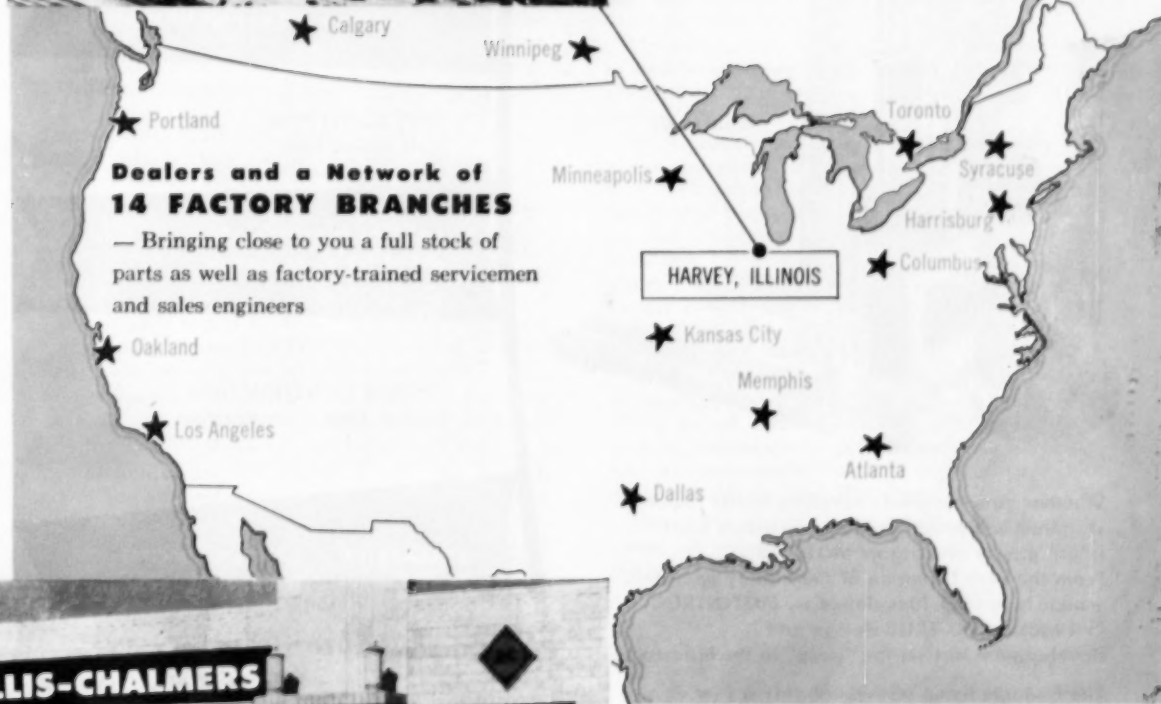 Calgary
Winnipeg
Portland
Toronto
Dealers and a Network of
14 FACTORY BRANCHES
— Bringing close to you a full stock of
parts as well as factory-trained servicemen
and sales engineers
Minneapolis
Syracuse
Harrisburg
Columbus
HARVEY, ILLINOIS
Kansas City
Oakland
Memphis
Los Angeles
Atlanta
Dallas
LLIS-CHALMERS